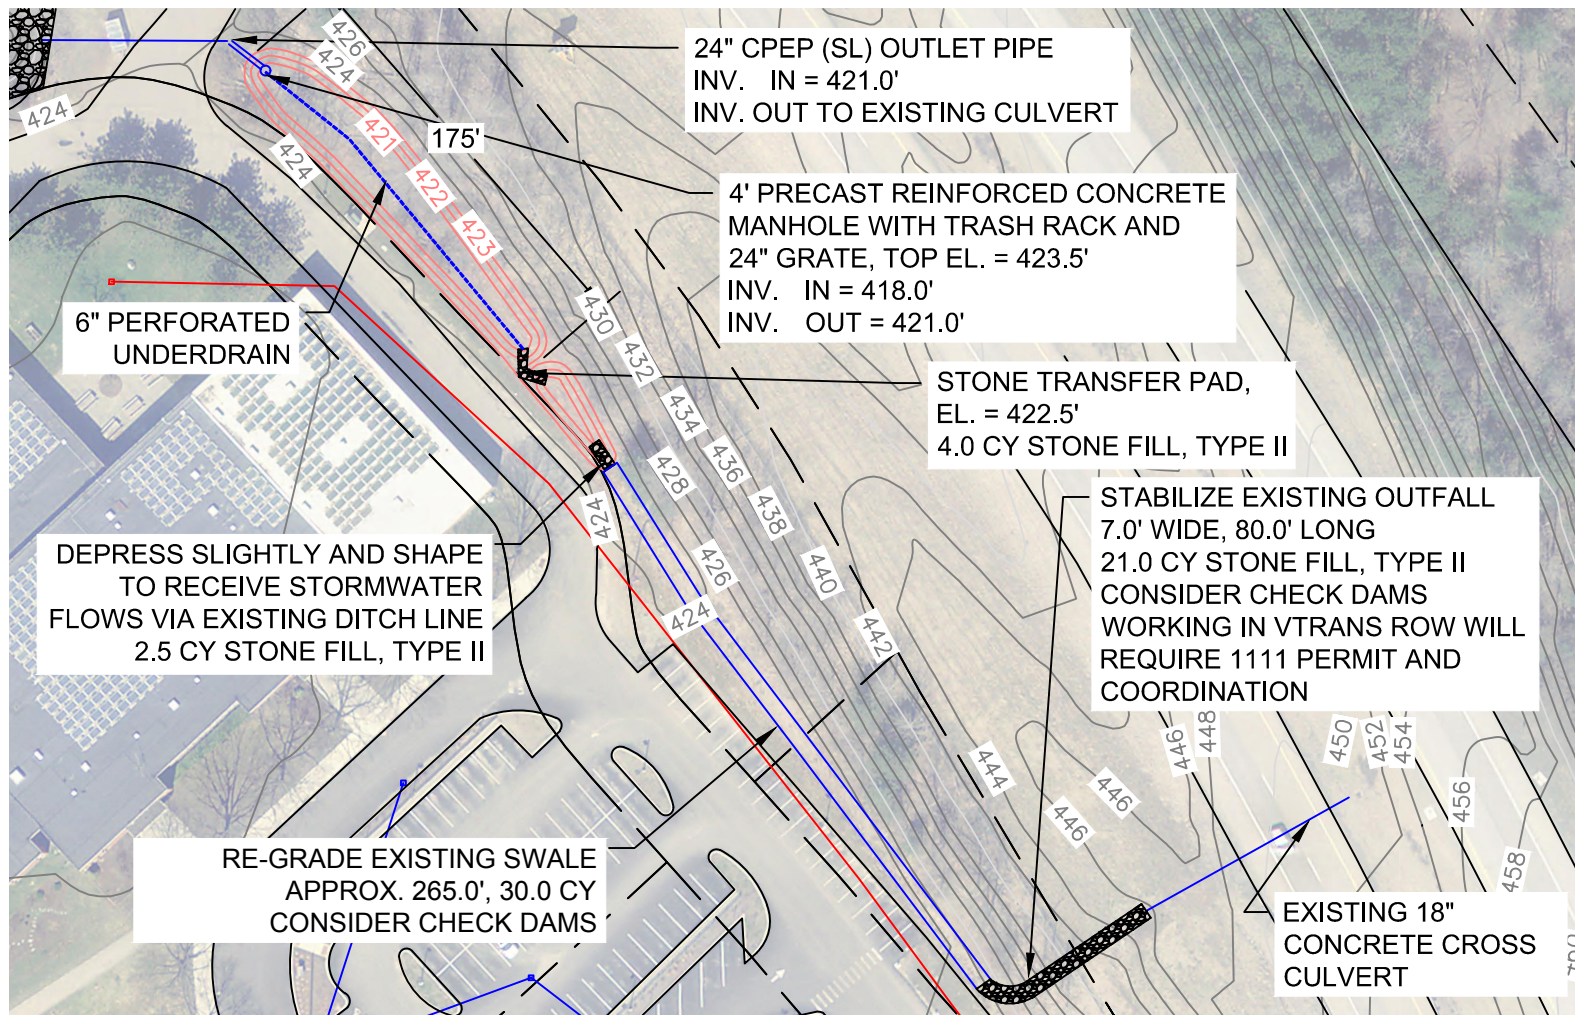 24" CPEP (SL) OUTLET PIPE
INV. IN = 421.0'
INV. OUT TO EXISTING CULVERT
426
424
424
421
175'
424
422
423
4' PRECAST REINFORCED CONCRETE
MANHOLE WITH TRASH RACK AND
24" GRATE, TOP EL. = 423.5'
INV. IN = 418.0'
INV. OUT = 421.0'
6" PERFORATED
UNDERDRAIN
430
432
434
436
438
440
442
STONE TRANSFER PAD,
EL. = 422.5'
4.0 CY STONE FILL, TYPE II
428
424
426
424
STABILIZE EXISTING OUTFALL
7.0' WIDE, 80.0' LONG
21.0 CY STONE FILL, TYPE II
CONSIDER CHECK DAMS
WORKING IN VTRANS ROW WILL
REQUIRE 1111 PERMIT AND
COORDINATION
DEPRESS SLIGHTLY AND SHAPE
TO RECEIVE STORMWATER
FLOWS VIA EXISTING DITCH LINE
2.5 CY STONE FILL, TYPE II
444
446
446
446
448
450
452
454
456
458
RE-GRADE EXISTING SWALE
APPROX. 265.0', 30.0 CY
CONSIDER CHECK DAMS
EXISTING 18"
CONCRETE CROSS
CULVERT